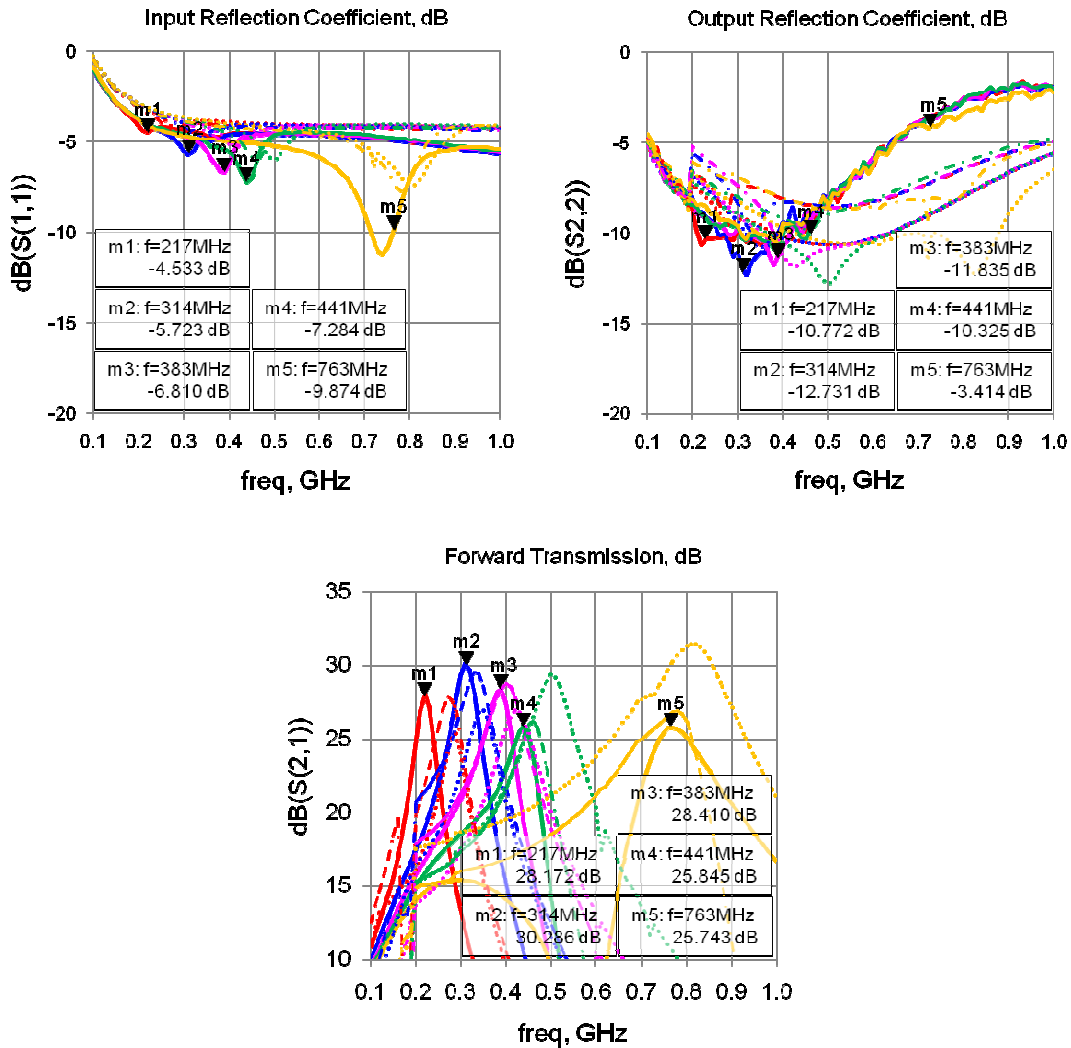 Input Reflection Coefficient, dB
dB(S(1,1))
0
-5
-10
-15
-20
m1
m2
m3
m4
m5
m1: f=217MHz
-4.533 dB
m2: f=314MHz
-5.723 dB
m4: f=441MHz
-7.284 dB
m3: f=383MHz
-6.810 dB
m5: f=763MHz
-9.874 dB
0.1 0.2 0.3 0.4 0.5 0.6 0.7 0.8 0.9 1.0
freq, GHz
Output Reflection Coefficient, dB
dB(S2,2))
0
-5
-10
-15
-20
m5
m1
m4
m3
m2
m3: f=383MHz
-11.835 dB
m1: f=217MHz
-10.772 dB
m4: f=441MHz
-10.325 dB
m2: f=314MHz
-12.731 dB
m5: f=763MHz
-3.414 dB
0.1 0.2 0.3 0.4 0.5 0.6 0.7 0.8 0.9 1.0
freq, GHz
Forward Transmission, dB
dB(S(2,1))
35
30
25
20
15
10
m1
m2
m3
m4
m5
m3: f=383MHz
28.410 dB
m1: f=217MHz
28.172 dB
m4: f=441MHz
25.845 dB
m2: f=314MHz
30.286 dB
m5: f=763MHz
25.743 dB
0.1 0.2 0.3 0.4 0.5 0.6 0.7 0.8 0.9 1.0
freq, GHz